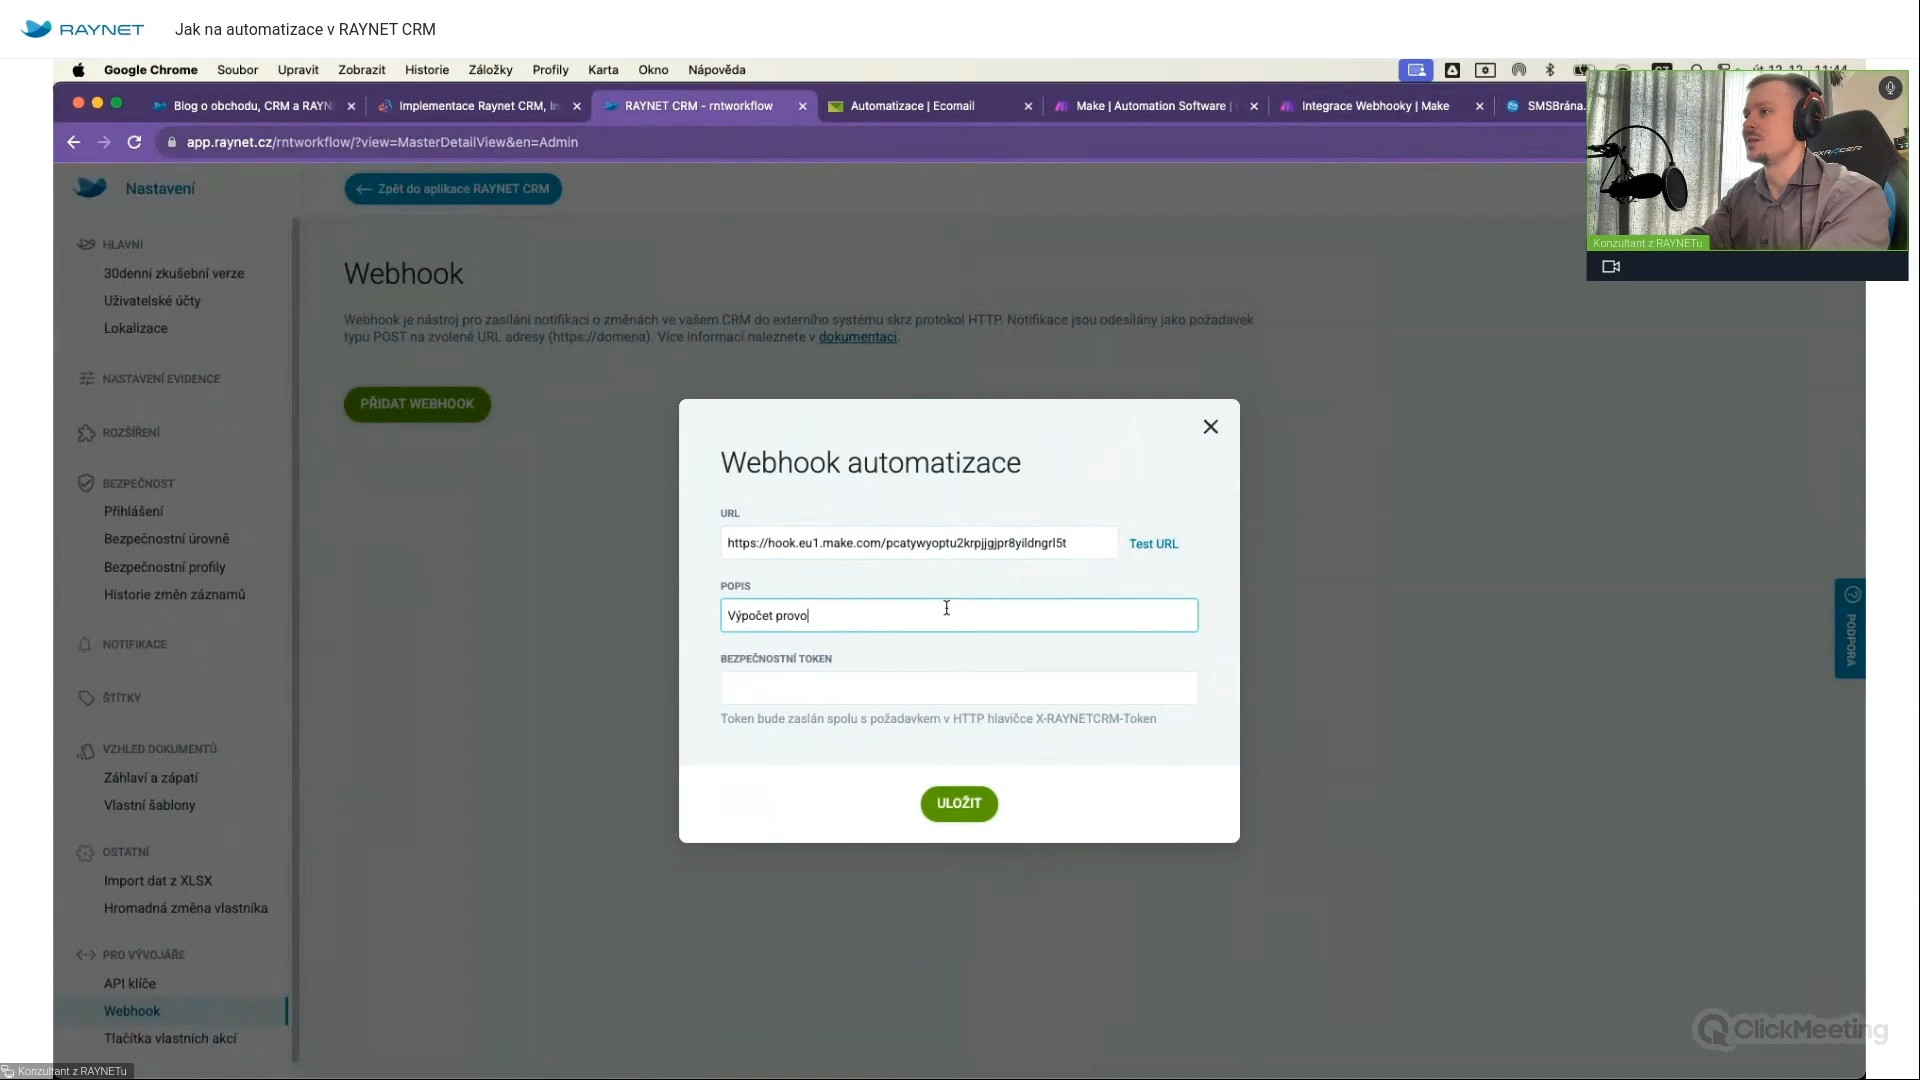 RAYNET
Jak na automatizace v RAYNET CRM
Google Chrome Soubor Upravit Zobrazit Historie Záložky Profily Karta Okno Nápověda
Blog o obchodu, CRM a RAYN
Implementace Raynet CRM, In
RAYNET CRM - rntworkflow
Automatizace | Ecomail
Make | Automation Software |
Integrace Webhooky | Make
SMSBrána.
app.raynet.cz/rntworkflow/?view=MasterDetailView&en=Admin
Konzultant z RAYNETu
Nastavení
Zpět do aplikace RAYNET CRM
HLAVNÍ
30denní zkušební verze
Uživatelské účty
Lokalizace
NASTAVENÍ EVIDENCE
ROZŠÍŘENÍ
BEZPEČNOST
Přihlášení
Bezpečnostní úrovně
Bezpečnostní profily
Historie změn záznamů
NOTIFIKACE
ŠTÍTKY
VZHLED DOKUMENTŮ
Záhlaví a zápatí
Vlastní šablony
OSTATNÍ
Import dat z XLSX
Hromadná změna vlastníka
PRO VÝVOJÁŘE
API klíče
Webhook
Tlačítka vlastních akcí
Webhook
Webhook je nástroj pro zasílání notifikací o změnách ve vašem CRM do externího systému skrz protokol HTTP. Notifikace jsou odesílány jako požadavek
typu POST na zvolené URL adresy (https://domena). Více informací naleznete v dokumentaci.
PŘIDAT WEBHOOK
Webhook automatizace
URL
https://hook.eu1.make.com/pcatywyoptu2krpjjgjpr8yildngrl5t
Test URL
POPIS
Výpočet provo
BEZPEČNOSTNÍ TOKEN
Token bude zaslán spolu s požadavkem v HTTP hlavičce X-RAYNETCRM-Token
ULOŽIT
PODPORA
ClickMeeting
Konzultant z RAYNETu